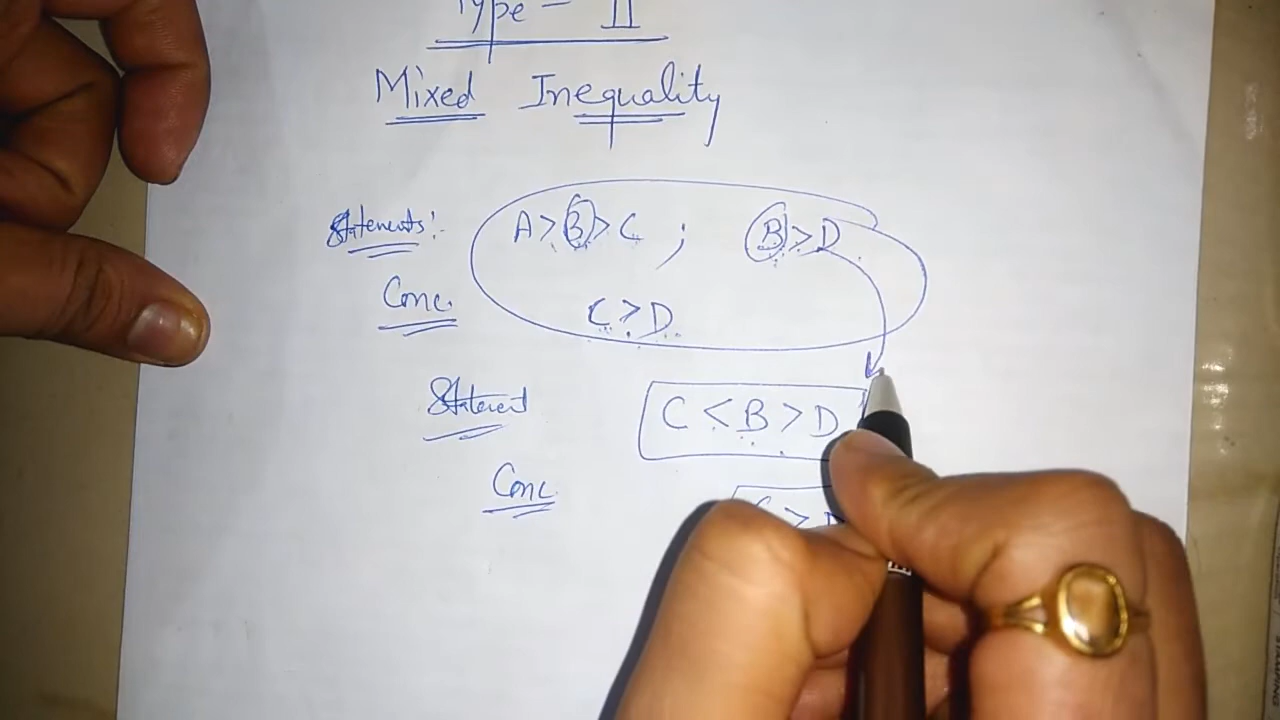 Type - II
Mixed Inequality
Statements:- A > B > C ; B > D
Conc. C > D
Statement C < B > D
Conc C > D